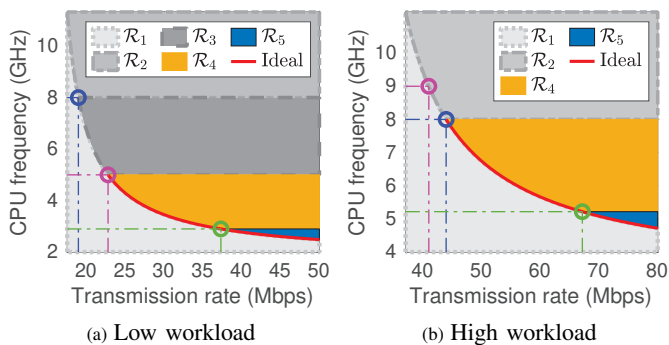 CPU frequency (GHz)
10
8
6
4
2
R₁
R₂
R₃
R₄
R₅
Ideal
20
25
30
35
40
45
50
Transmission rate (Mbps)
(a) Low workload
CPU frequency (GHz)
11
10
9
8
7
6
5
4
R₁
R₂
R₄
R₅
Ideal
40
50
60
70
80
Transmission rate (Mbps)
(b) High workload